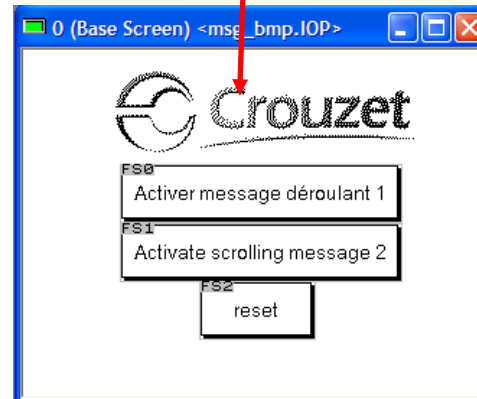 0 (Base Screen) <msg_bmp.IOP>
Crouzet
FS0
Activer message déroulant 1
FS1
Activate scrolling message 2
FS2
reset